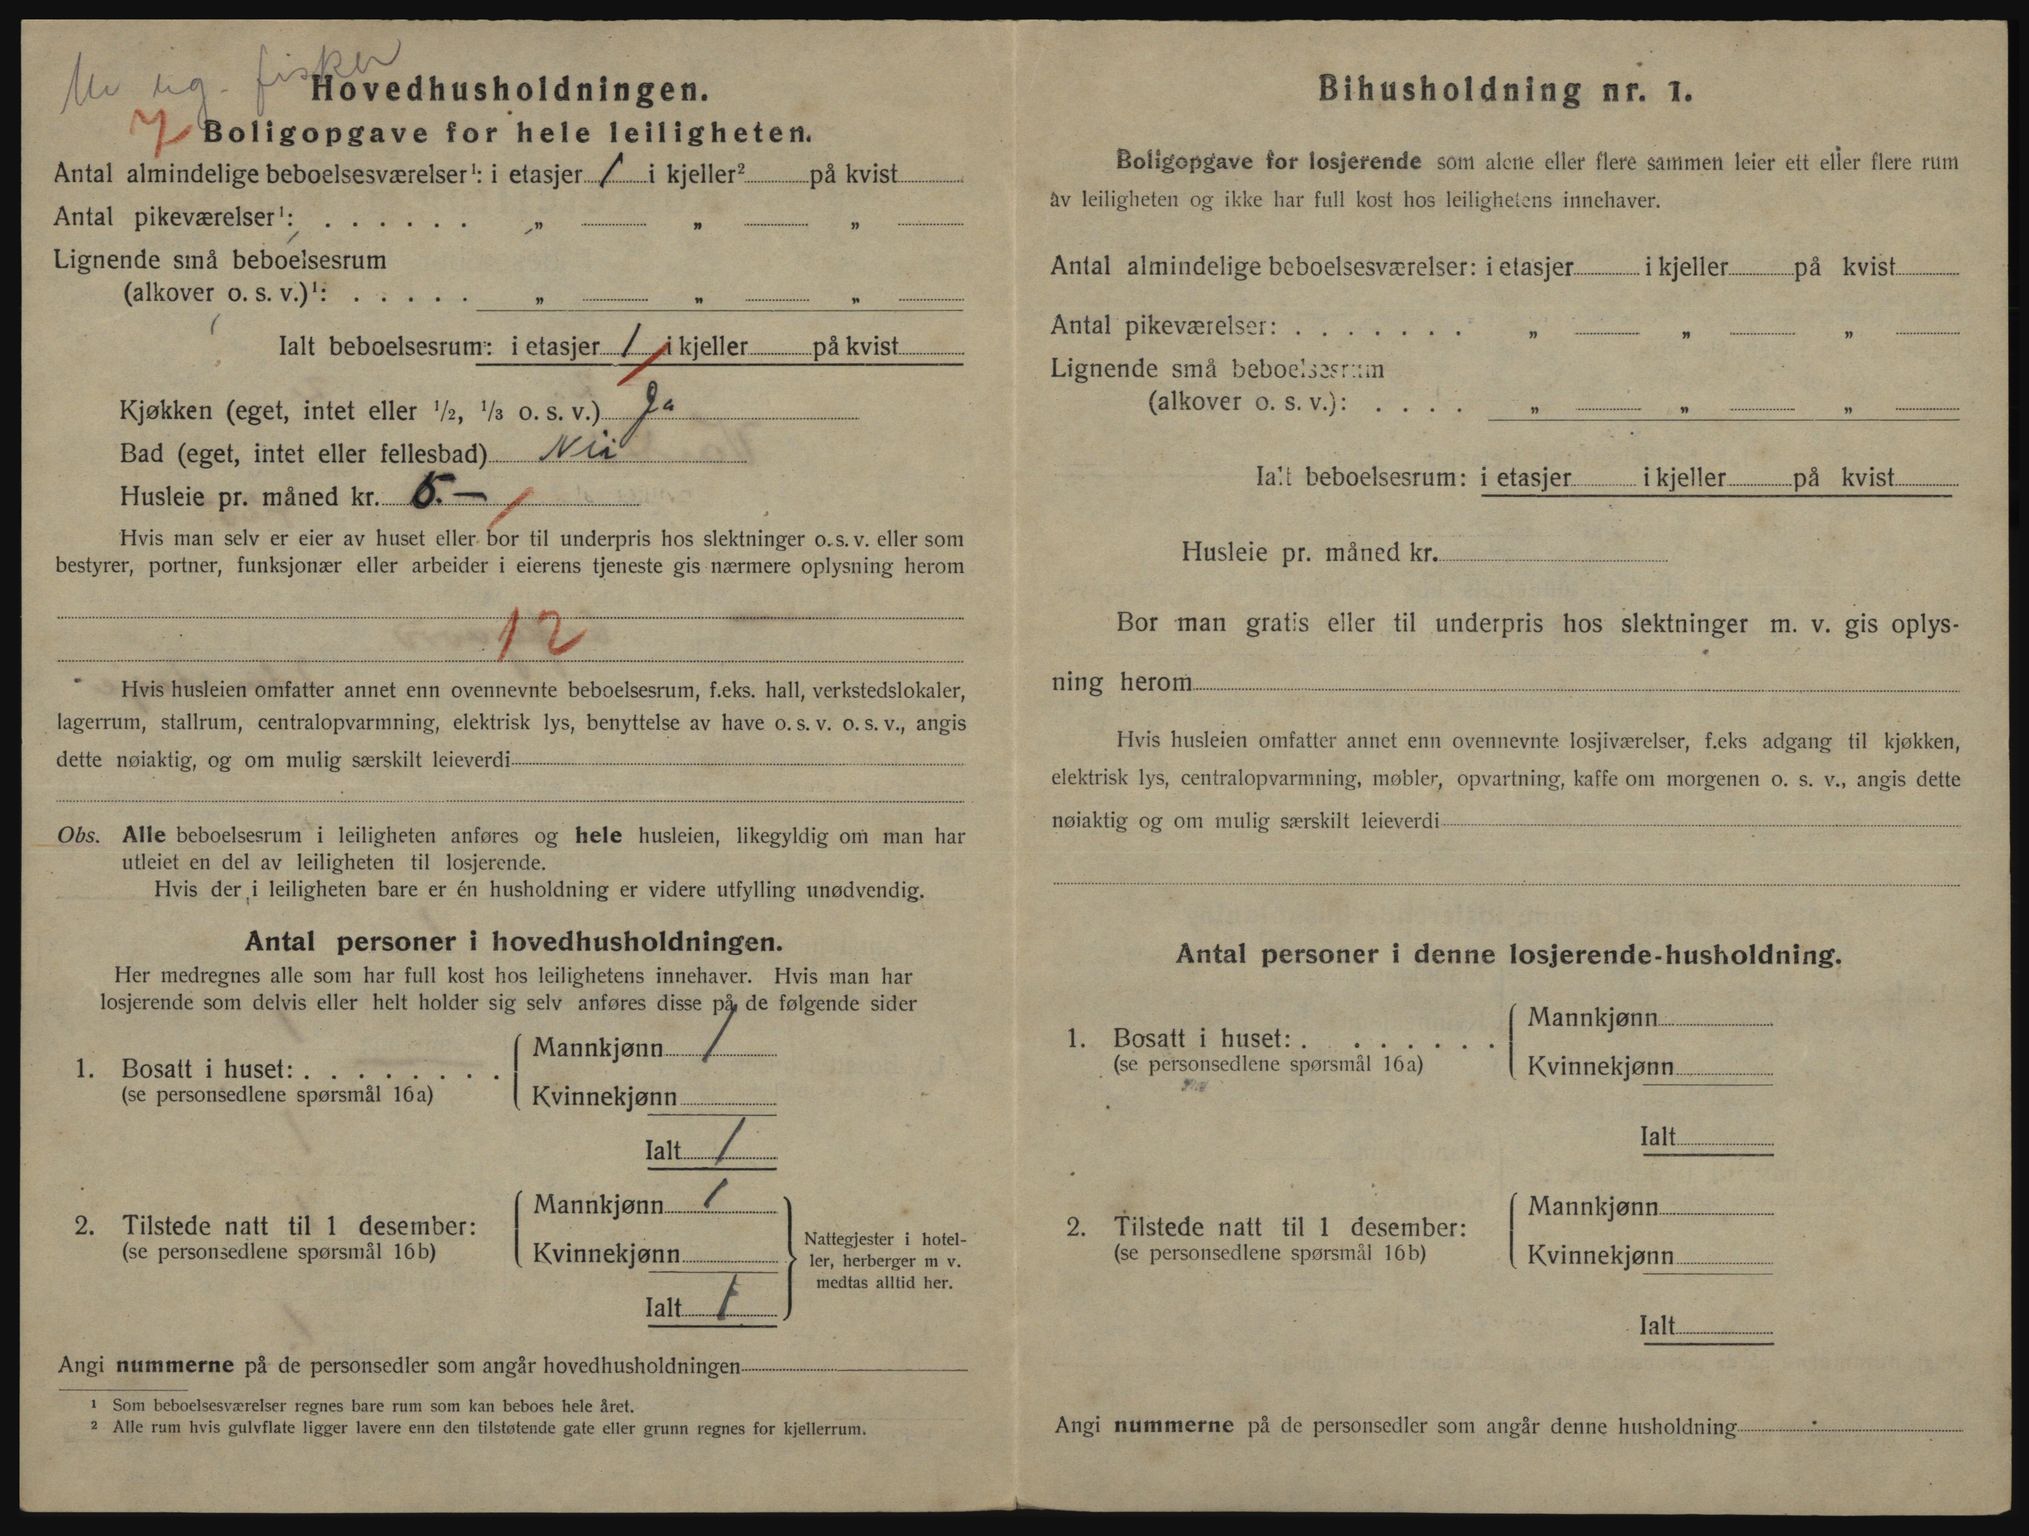 fisker
Hovedhusholdningen.
7 Boligopgave for hele leiligheten.
Antal almindelige beboelsesværelser¹: i etasjer 1 i kjeller² på kvist
Antal pikeværelser¹: . . . . . . „ „ „
Lignende små beboelsesrum
(alkover o. s. v.)¹: . . . . . „ „ „
Ialt beboelsesrum: i etasjer 1 i kjeller på kvist
Kjøkken (eget, intet eller ¹/2, ¹/3 o. s. v.) Ja
Bad (eget, intet eller fellesbad) Nei
Husleie pr. måned kr. 5.—
Hvis man selv er eier av huset eller bor til underpris hos slektninger o. s. v. eller som
bestyrer, portner, funksjonær eller arbeider i eierens tjeneste gis nærmere oplysning herom
12
Hvis husleien omfatter annet enn ovennevnte beboelsesrum, f.eks. hall, verkstedslokaler,
lagerrum, stallrum, centralopvarmning, elektrisk lys, benyttelse av have o. s. v. o. s. v., angis
dette nøiaktig, og om mulig særskilt leieverdi
Obs. Alle beboelsesrum i leiligheten anføres og hele husleien, likegyldig om man har
utleiet en del av leiligheten til losjerende.
Hvis der i leiligheten bare er én husholdning er videre utfylling unødvendig.
Antal personer i hovedhusholdningen.
Her medregnes alle som har full kost hos leilighetens innehaver. Hvis man har
losjerende som delvis eller helt holder sig selv anføres disse på de følgende sider
Mannkjønn 1
1. Bosatt i huset: . . . . . . . .
(se personsedlene spørsmål 16a)
Kvinnekjønn
Ialt 1
Mannkjønn 1
2. Tilstede natt til 1 desember:
(se personsedlene spørsmål 16b)
Kvinnekjønn
Ialt 1
Nattegjester i hotel-
ler, herberger m v.
medtas alltid her.
Angi nummerne på de personsedler som angår hovedhusholdningen
¹ Som beboelsesværelser regnes bare rum som kan beboes hele året.
² Alle rum hvis gulvflate ligger lavere enn den tilstøtende gate eller grunn regnes for kjellerrum.
Bihusholdning nr. 1.
Boligopgave for losjerende som alene eller flere sammen leier ett eller flere rum
av leiligheten og ikke har full kost hos leilighetens innehaver.
Antal almindelige beboelsesværelser: i etasjer i kjeller på kvist
Antal pikeværelser: . . . . . . . „ „ „
Lignende små beboelsesrum
(alkover o. s. v.): . . . . „ „ „
Ialt beboelsesrum: i etasjer i kjeller på kvist
Husleie pr. måned kr.
Bor man gratis eller til underpris hos slektninger m. v. gis oplys-
ning herom
Hvis husleien omfatter annet enn ovennevnte losjiværelser, f.eks adgang til kjøkken,
elektrisk lys, centralopvarmning, møbler, opvartning, kaffe om morgenen o. s. v., angis dette
nøiaktig og om mulig særskilt leieverdi
Antal personer i denne losjerende-husholdning.
Mannkjønn
1. Bosatt i huset: . . . . . . .
(se personsedlene spørsmål 16a)
Kvinnekjønn
Ialt
Mannkjønn
2. Tilstede natt til 1 desember:
(se personsedlene spørsmål 16b)
Kvinnekjønn
Ialt
Angi nummerne på de personsedler som angår denne husholdning